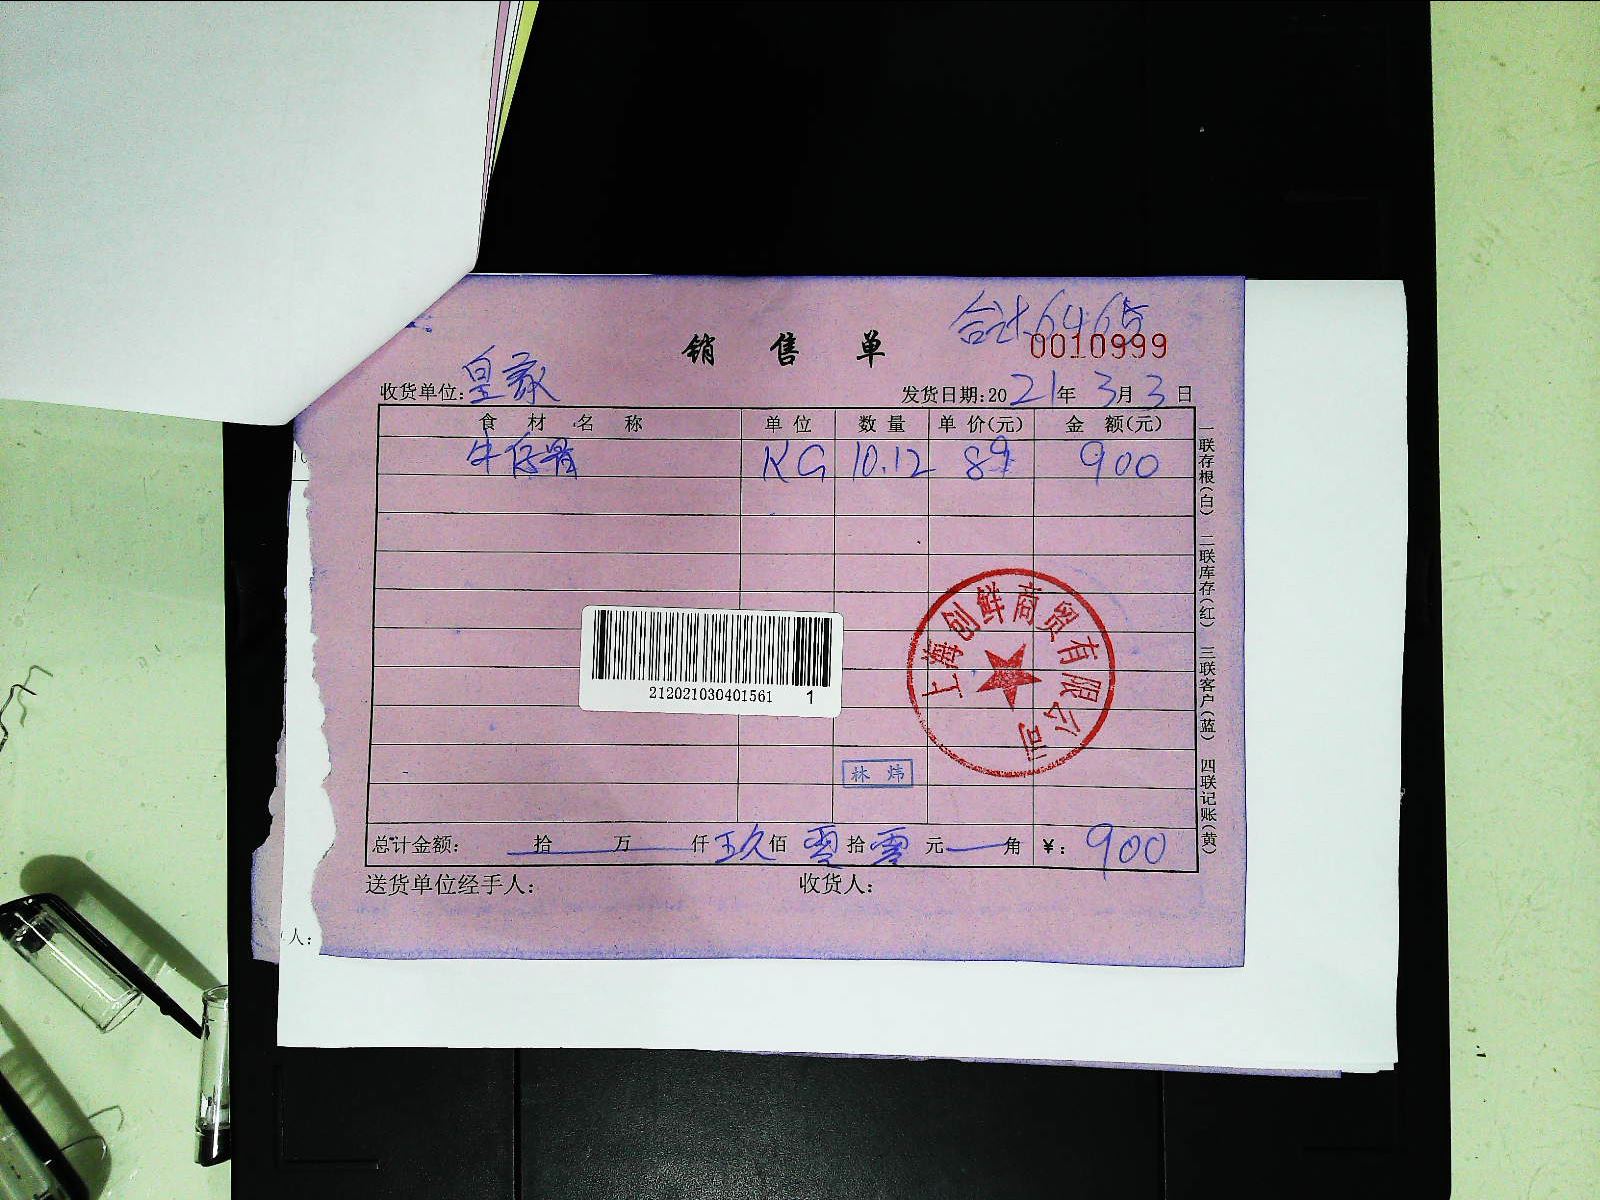 合计6465
销售单
0010999
收货单位:皇家
发货日期:2021年3月3日
食材名称 单位 数量 单价(元) 金额(元)
牛仔骨 KG 10.12 89 900
上海创鲜商贸有限公司
212021030401561 1
林炜
总计金额: 拾 万 仟 玖佰 零拾 零元 角 ¥: 900
送货单位经手人: 收货人:
一联存根(白) 二联库存(红) 三联客户(蓝) 四联记账(黄)
人: